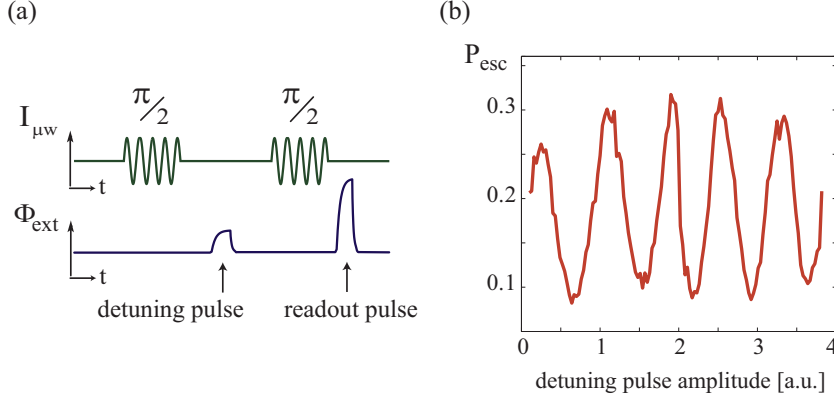 (a)
π/2
π/2
I_μw
t
Φ_ext
t
detuning pulse
readout pulse
(b)
P_esc
0.3
0.2
0.1
0
1
2
3
4
detuning pulse amplitude [a.u.]